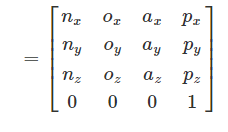 n_x o_x a_x p_x
= n_y o_y a_y p_y
n_z o_z a_z p_z
0 0 0 1